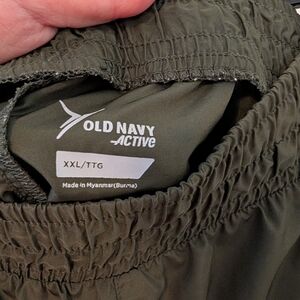 OLD NAVY
ACTIVE
XXL/TTG
Made in Myanmar(Burma)